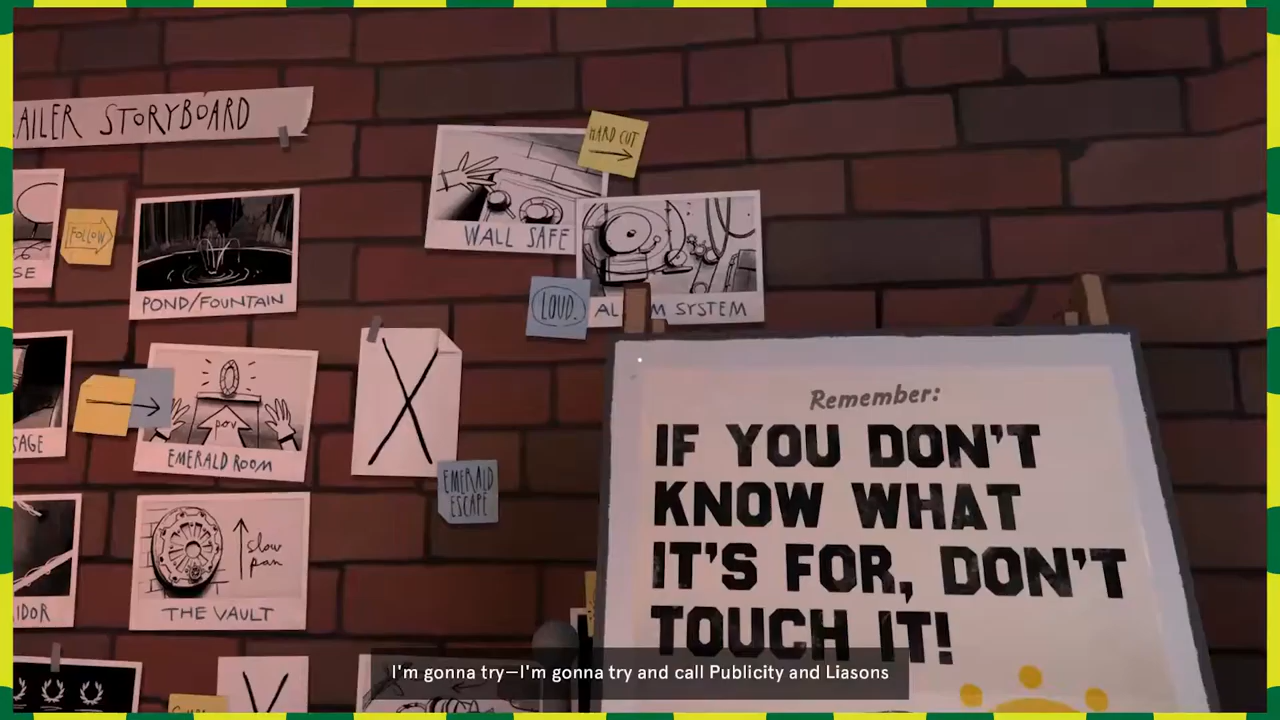 AILER STORYBOARD
HARD CUT
WALL SAFE
FOLLOW
SE
POND/FOUNTAIN
LOUD.
AL M SYSTEM
Remember:
IF YOU DON'T
KNOW WHAT
IT'S FOR, DON'T
TOUCH IT!
SAGE
pov
EMERALD ROOM
EMERALD
ESCAPE
slow
pan
IDOR
THE VAULT
I'm gonna try—I'm gonna try and call Publicity and Liasons